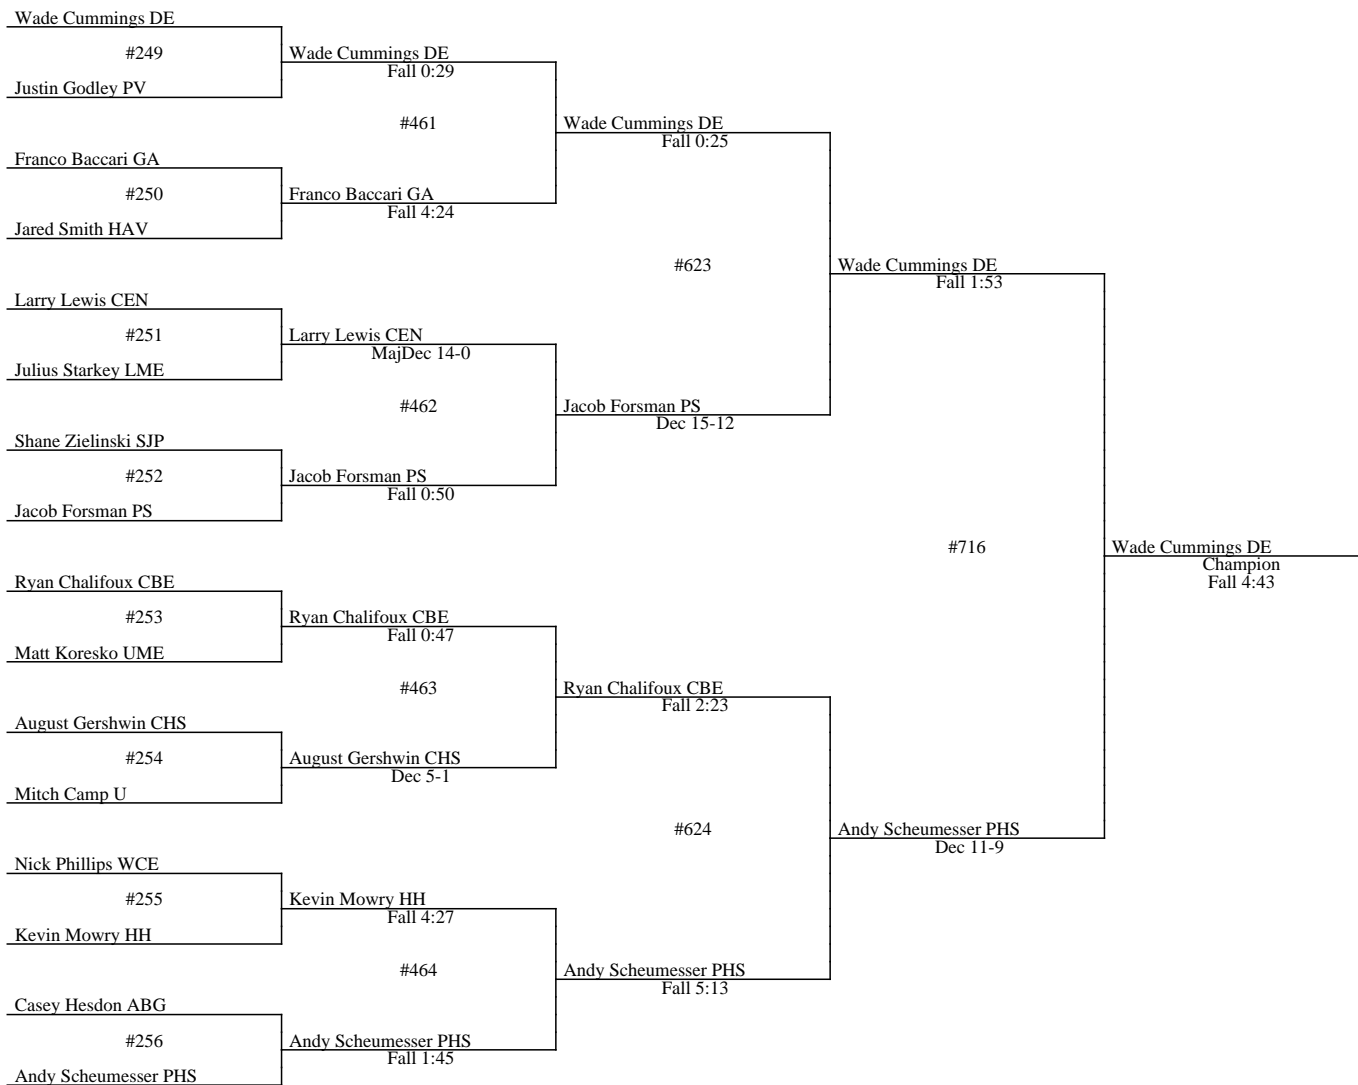 Wade Cummings DE
#249
Justin Godley PV
Wade Cummings DE
Fall 0:29
#461
Franco Baccari GA
#250
Jared Smith HAV
Franco Baccari GA
Fall 4:24
Wade Cummings DE
Fall 0:25
#623
Larry Lewis CEN
#251
Julius Starkey LME
Larry Lewis CEN
MajDec 14-0
#462
Shane Zielinski SJP
#252
Jacob Forsman PS
Jacob Forsman PS
Fall 0:50
Jacob Forsman PS
Dec 15-12
Wade Cummings DE
Fall 1:53
#716
Wade Cummings DE
Champion
Fall 4:43
Ryan Chalifoux CBE
#253
Matt Koresko UME
Ryan Chalifoux CBE
Fall 0:47
#463
August Gershwin CHS
#254
Mitch Camp U
August Gershwin CHS
Dec 5-1
Ryan Chalifoux CBE
Fall 2:23
#624
Andy Scheumesser PHS
Dec 11-9
Nick Phillips WCE
#255
Kevin Mowry HH
Kevin Mowry HH
Fall 4:27
#464
Casey Hesdon ABG
#256
Andy Scheumesser PHS
Andy Scheumesser PHS
Fall 1:45
Andy Scheumesser PHS
Fall 5:13